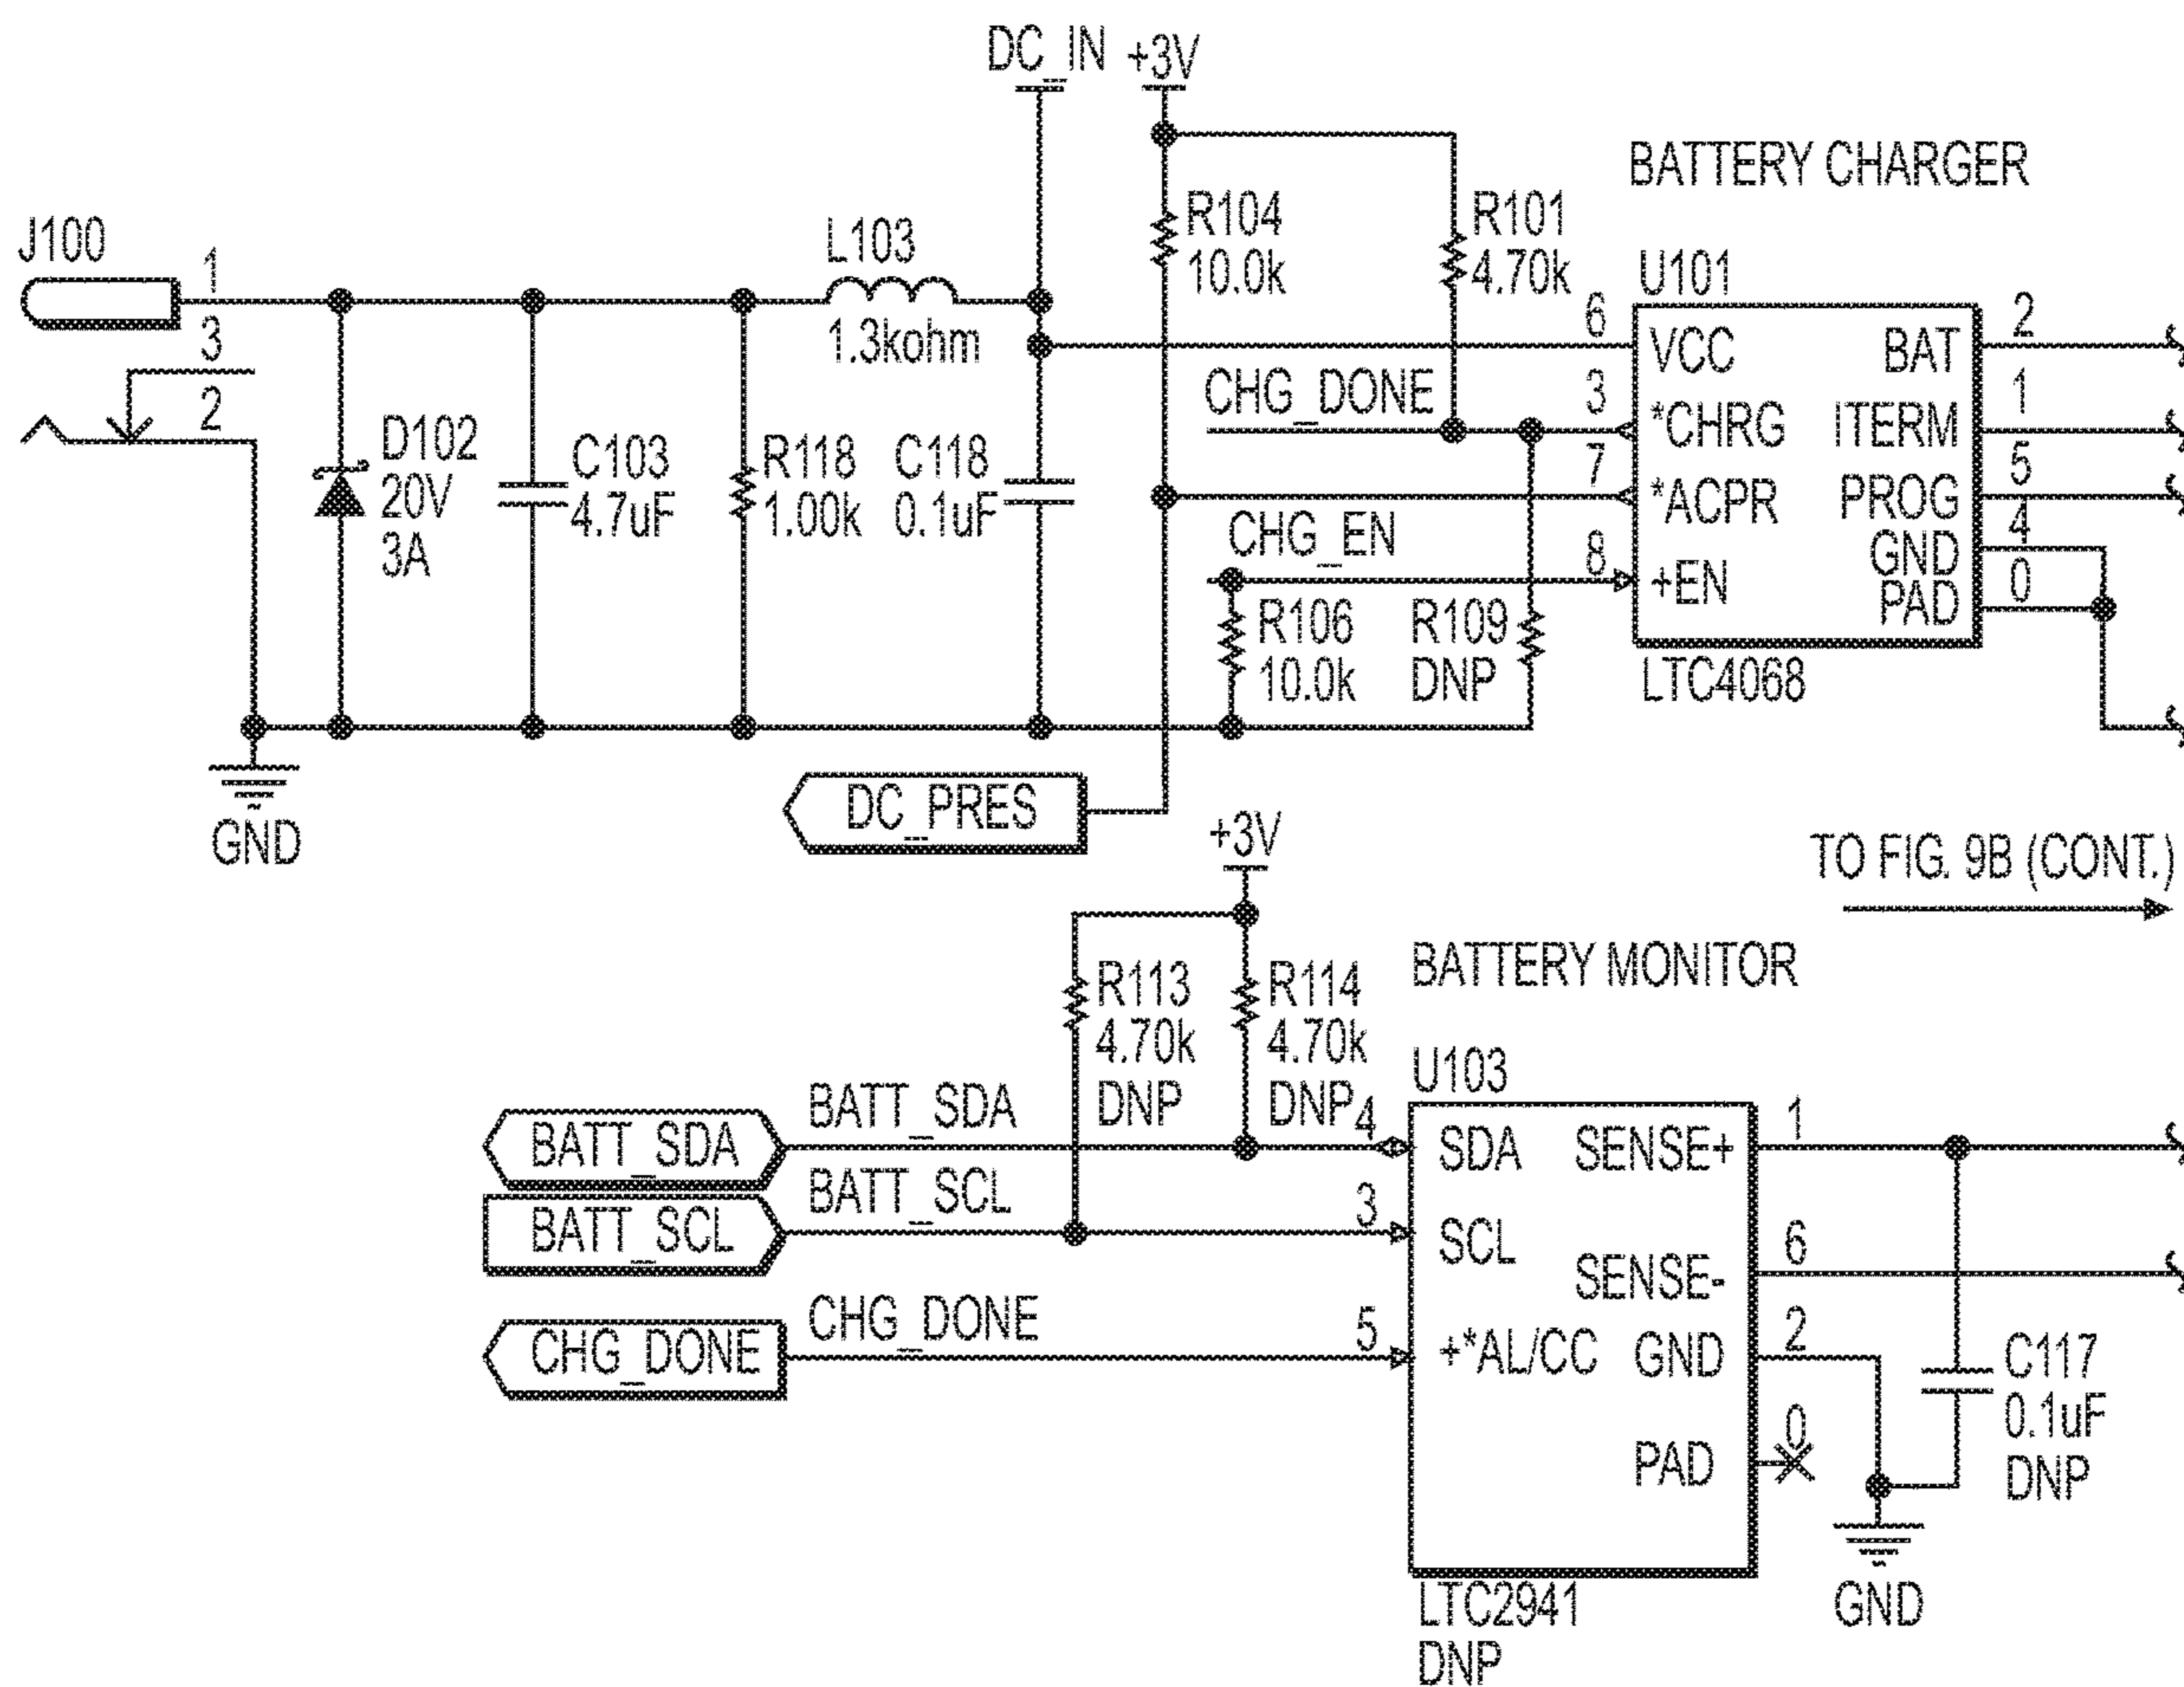 DC_IN
+3V
BATTERY CHARGER
J100
1
3
2
L103
1.3kohm
R104
10.0k
R101
4.70k
U101
6
VCC
BAT
2
CHG_DONE
3
*CHRG
ITERM
1
7
*ACPR
PROG
5
CHG_EN
8
+EN
GND
4
PAD
0
D102
20V
3A
C103
4.7uF
R118
1.00k
C118
0.1uF
R106
10.0k
R109
DNP
LTC4068
GND
DC_PRES
+3V
TO FIG. 9B (CONT.)
BATTERY MONITOR
R113
4.70k
DNP
R114
4.70k
DNP
U103
BATT_SDA
BATT_SDA
4
SDA
SENSE+
1
BATT_SCL
BATT_SCL
3
SCL
SENSE-
6
CHG_DONE
CHG_DONE
5
+*AL/CC
GND
2
PAD
0
C117
0.1uF
DNP
GND
LTC2941
DNP